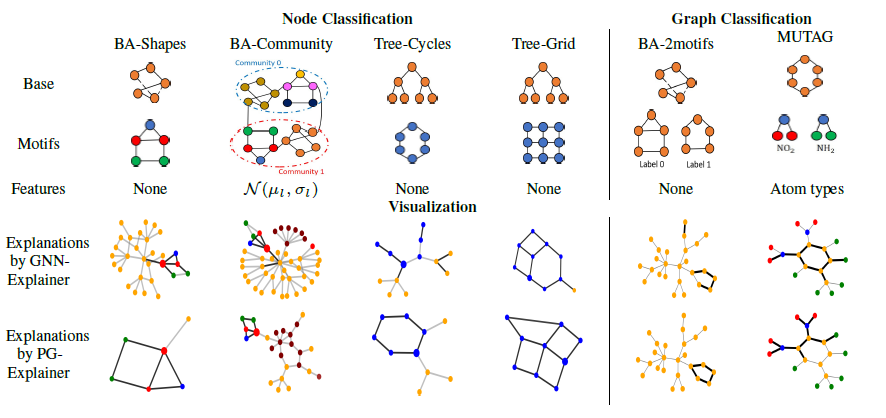 Node Classification
Graph Classification
BA-Shapes
BA-Community
Tree-Cycles
Tree-Grid
BA-2motifs
MUTAG
Base
Community 0
Motifs
Community 1
Label 0
Label 1
NO₂
NH₂
Features
None
𝒩(μₗ, σₗ)
None
None
None
Atom types
Visualization
Explanations
by GNN-
Explainer
Explanations
by PG-
Explainer